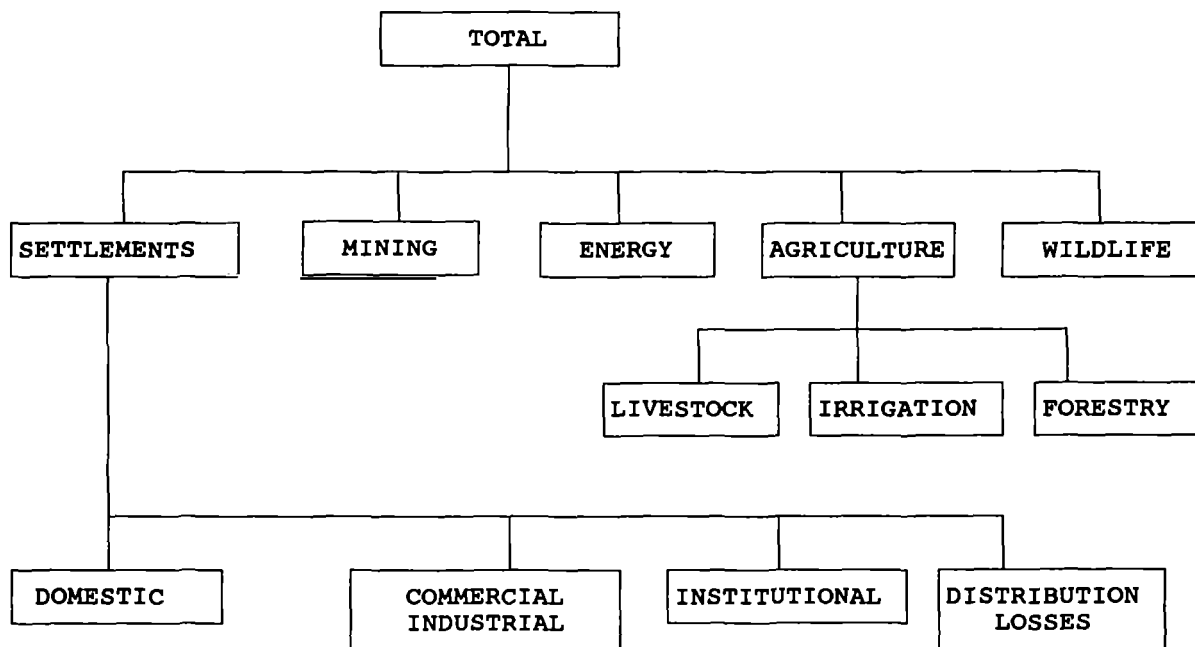 TOTAL
SETTLEMENTS
MINING
ENERGY
AGRICULTURE
WILDLIFE
LIVESTOCK
IRRIGATION
FORESTRY
DOMESTIC
COMMERCIAL
INDUSTRIAL
INSTITUTIONAL
DISTRIBUTION
LOSSES